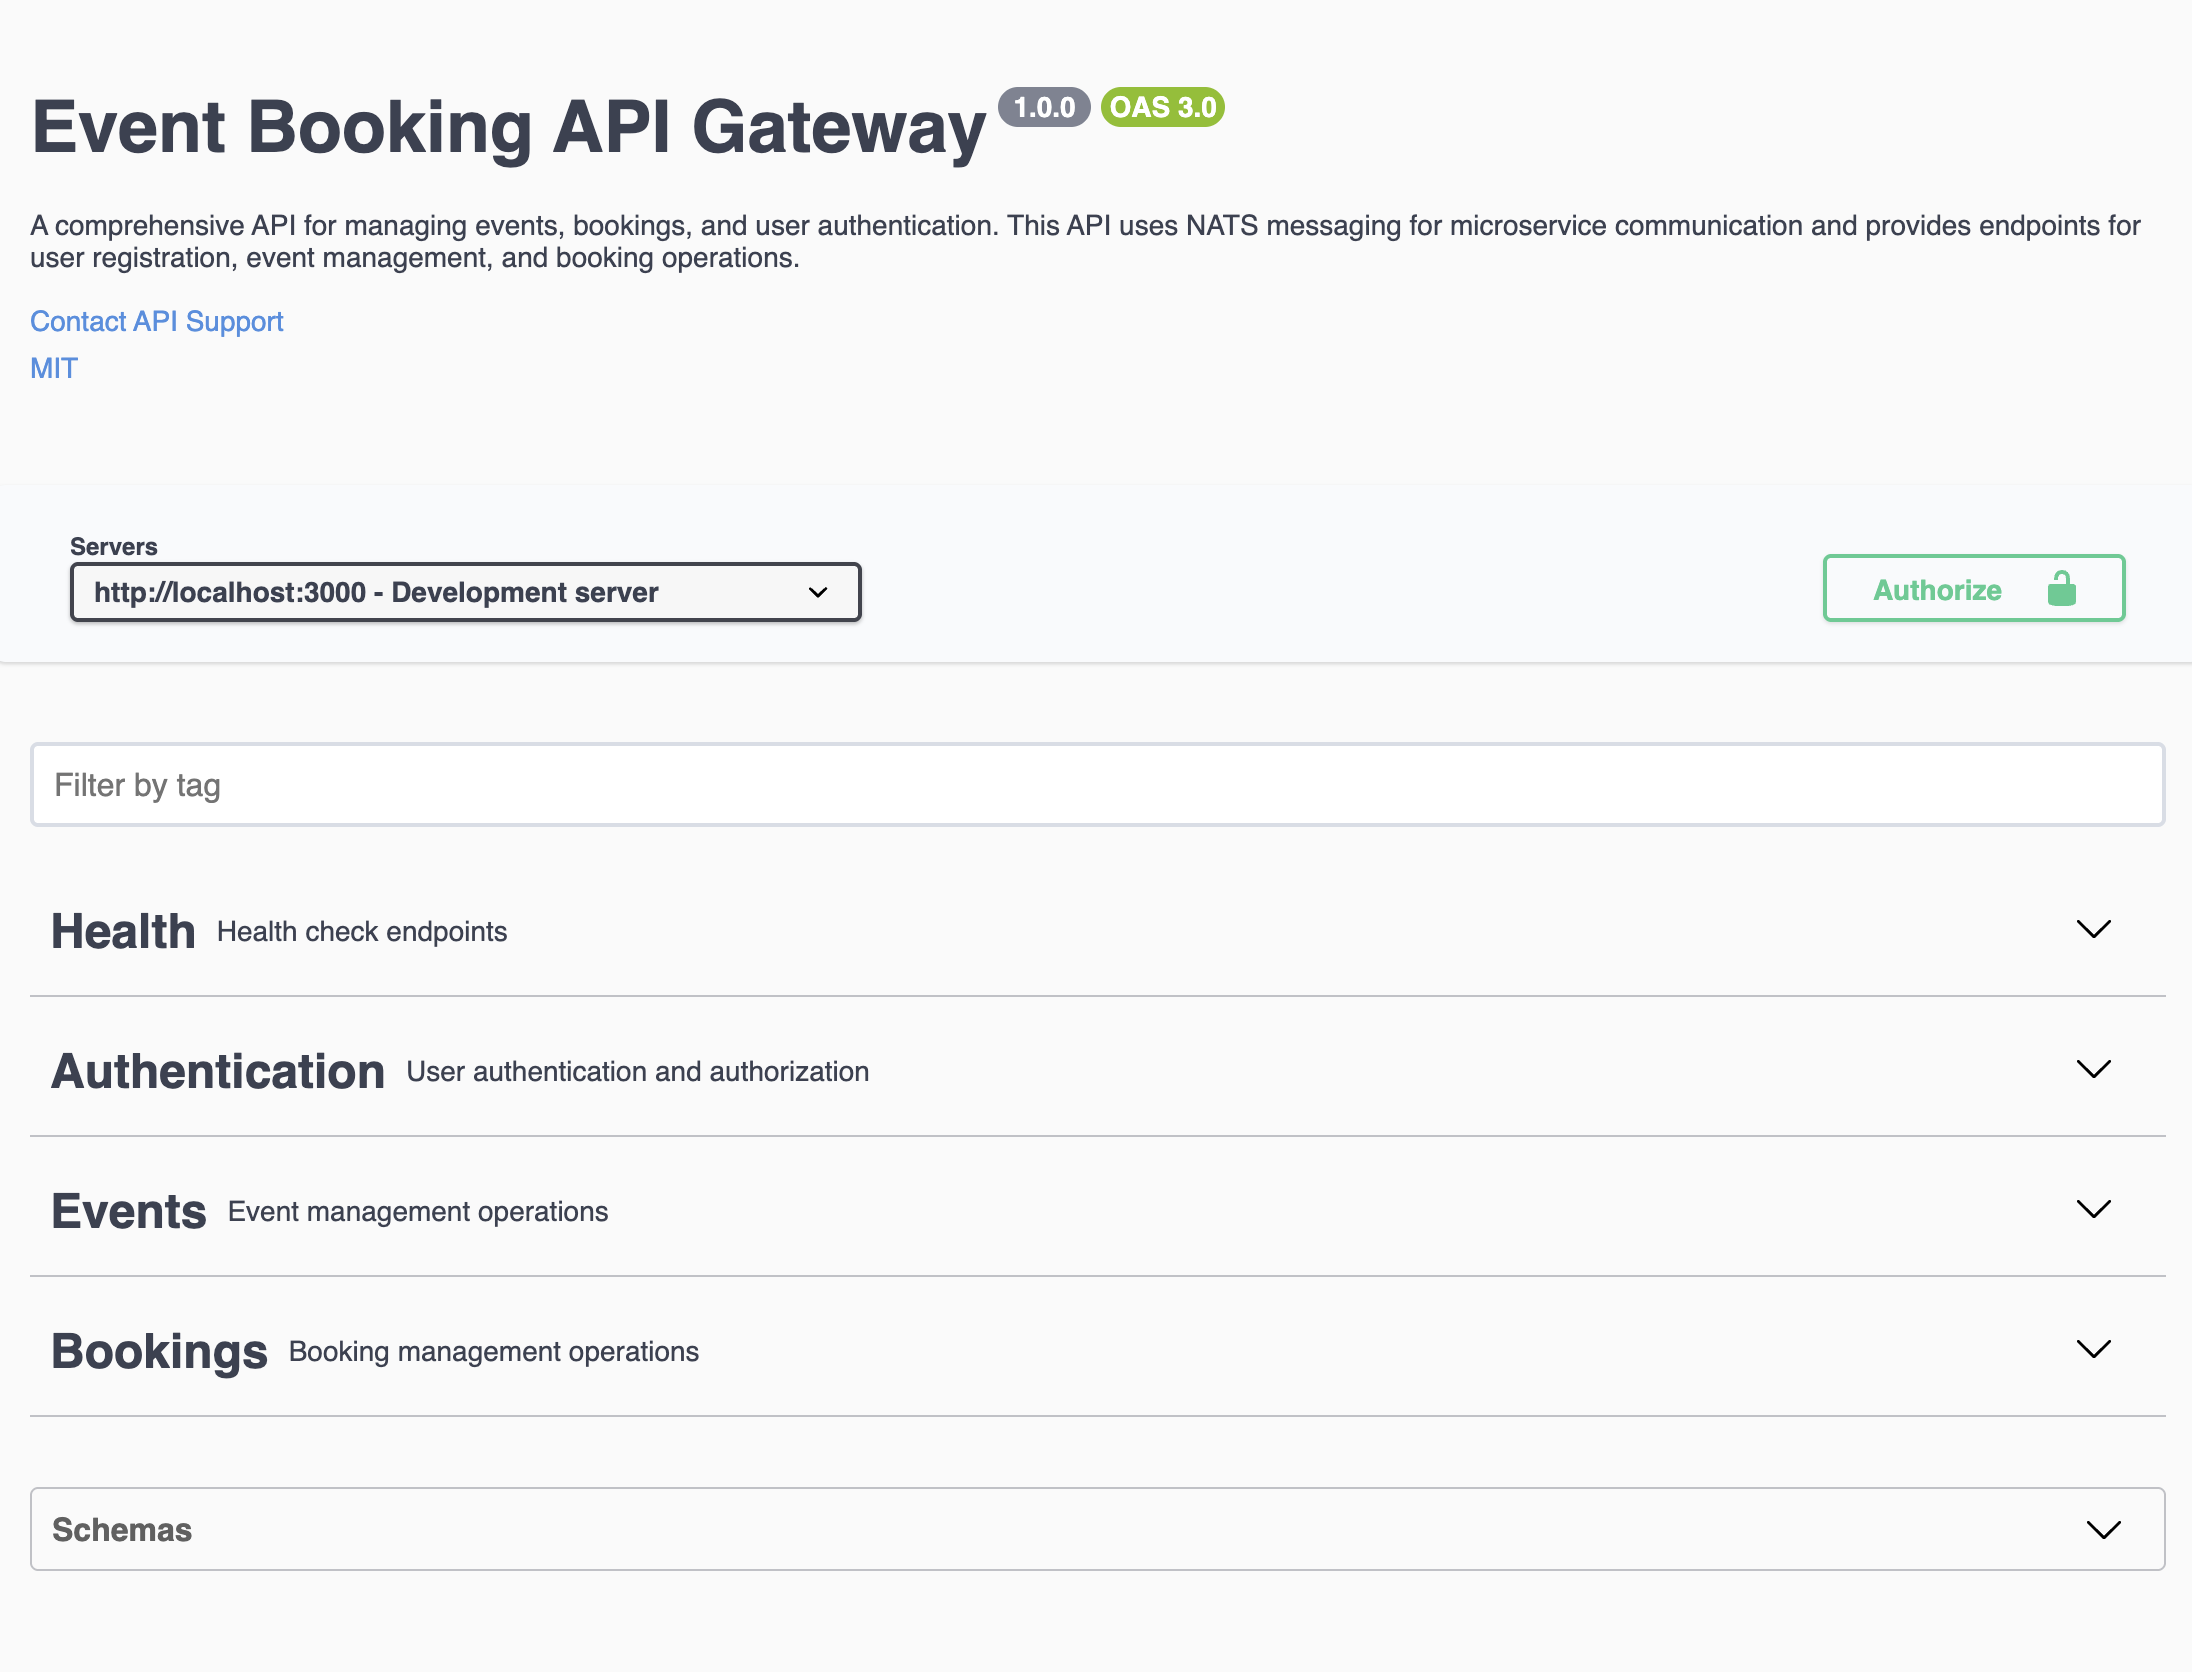 Event Booking API Gateway 1.0.0 OAS 3.0
A comprehensive API for managing events, bookings, and user authentication. This API uses NATS messaging for microservice communication and provides endpoints for
user registration, event management, and booking operations.
Contact API Support
MIT
Servers
http://localhost:3000 - Development server
Authorize
Filter by tag
Health Health check endpoints
Authentication User authentication and authorization
Events Event management operations
Bookings Booking management operations
Schemas